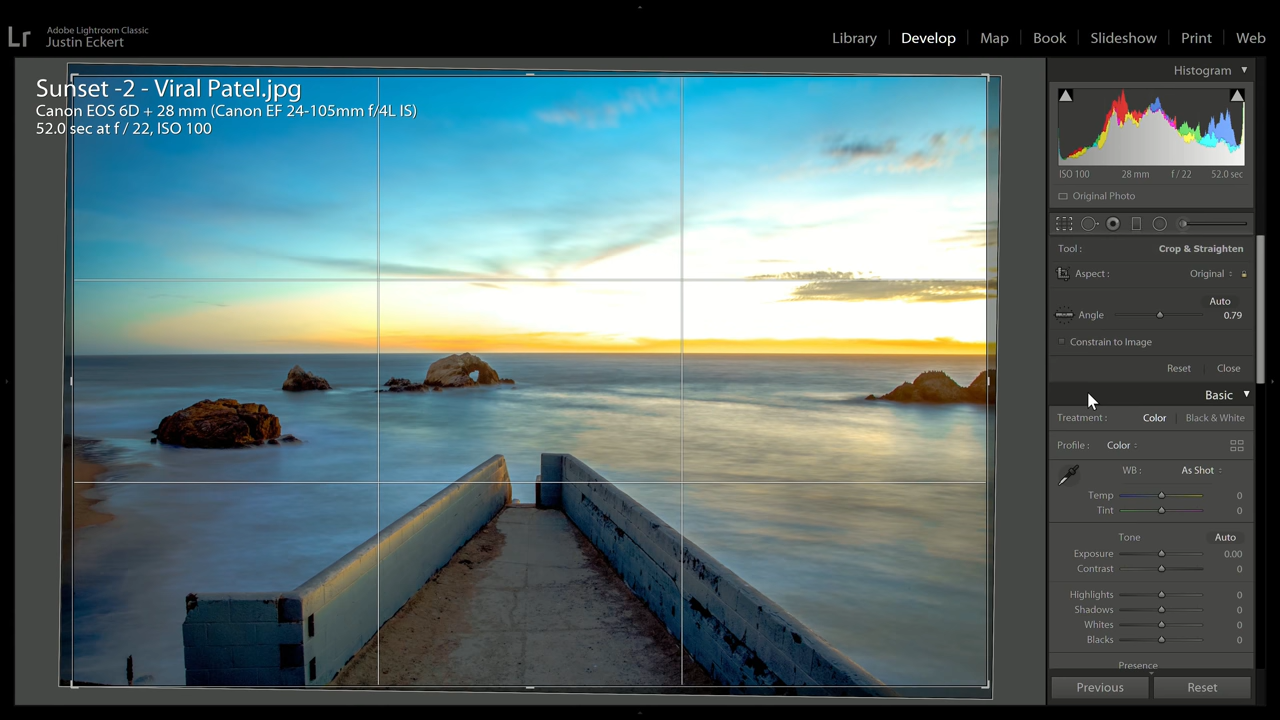 Lr
Adobe Lightroom Classic
Justin Eckert
Library Develop Map Book Slideshow Print Web
Sunset -2 - Viral Patel.jpg
Canon EOS 6D + 28 mm (Canon EF 24-105mm f/4L IS)
52.0 sec at f / 22, ISO 100
Histogram
ISO 100 28 mm f / 22 52.0 sec
Original Photo
Tool : Crop & Straighten
Aspect : Original
Auto
Angle 0.79
Constrain to Image
Reset Close
Basic
Treatment : Color Black & White
Profile : Color
WB : As Shot
Temp 0
Tint 0
Tone Auto
Exposure 0.00
Contrast 0
Highlights 0
Shadows 0
Whites 0
Blacks 0
Presence
Previous Reset